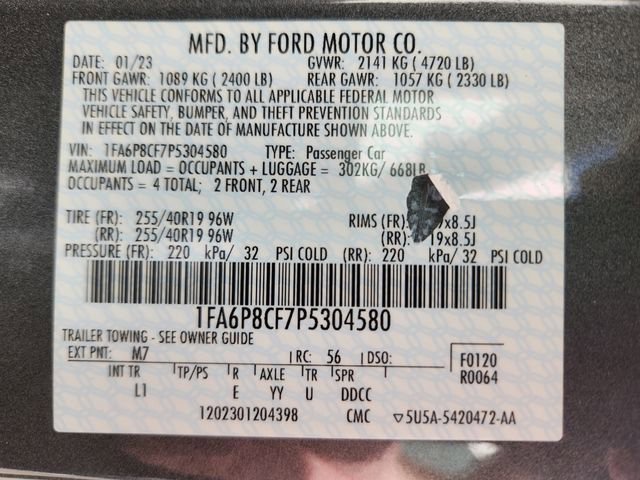 MFD. BY FORD MOTOR CO.
DATE: 01/23 GVWR: 2141 KG ( 4720 LB)
FRONT GAWR: 1089 KG ( 2400 LB) REAR GAWR: 1057 KG ( 2330 LB)
THIS VEHICLE CONFORMS TO ALL APPLICABLE FEDERAL MOTOR
VEHICLE SAFETY, BUMPER, AND THEFT PREVENTION STANDARDS
IN EFFECT ON THE DATE OF MANUFACTURE SHOWN ABOVE.
VIN: 1FA6P8CF7P5304580 TYPE: Passenger Car
MAXIMUM LOAD = OCCUPANTS + LUGGAGE = 302KG/ 668LB
OCCUPANTS = 4 TOTAL; 2 FRONT, 2 REAR
TIRE (FR): 255/40R19 96W RIMS (FR): x8.5J
(RR): 255/40R19 96W (RR): 19x8.5J
PRESSURE (FR): 220 kPa/ 32 PSI COLD (RR): 220 kPa/ 32 PSI COLD
1FA6P8CF7P5304580
TRAILER TOWING - SEE OWNER GUIDE
EXT PNT: M7 RC: 56 DSO: F0120
INT TR TP/PS R AXLE TR SPR R0064
L1 E YY U DDCC
1202301204398 CMC ▽5U5A-5420472-AA